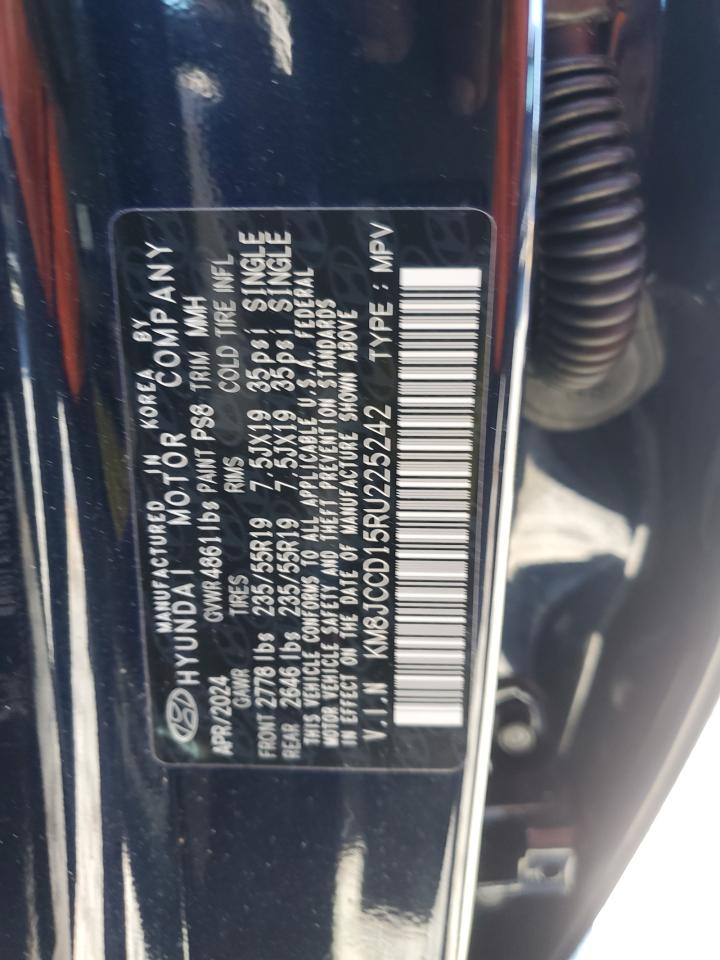 MANUFACTURED IN KOREA BY
HYUNDAI MOTOR COMPANY
APR/2024 GVWR 4861 lbs PAINT PS8 TRIM MMH
GAWR TIRES RIMS COLD TIRE INFL
FRONT 2778 lbs 235/55R19 7.5JX19 35psi SINGLE
REAR 2646 lbs 235/55R19 7.5JX19 35psi SINGLE
THIS VEHICLE CONFORMS TO ALL APPLICABLE U.S.A. FEDERAL
MOTOR VEHICLE SAFETY AND THEFT PREVENTION STANDARDS
IN EFFECT ON THE DATE OF MANUFACTURE SHOWN ABOVE
V.I.N KM8JCCD15RU225242 TYPE : MPV